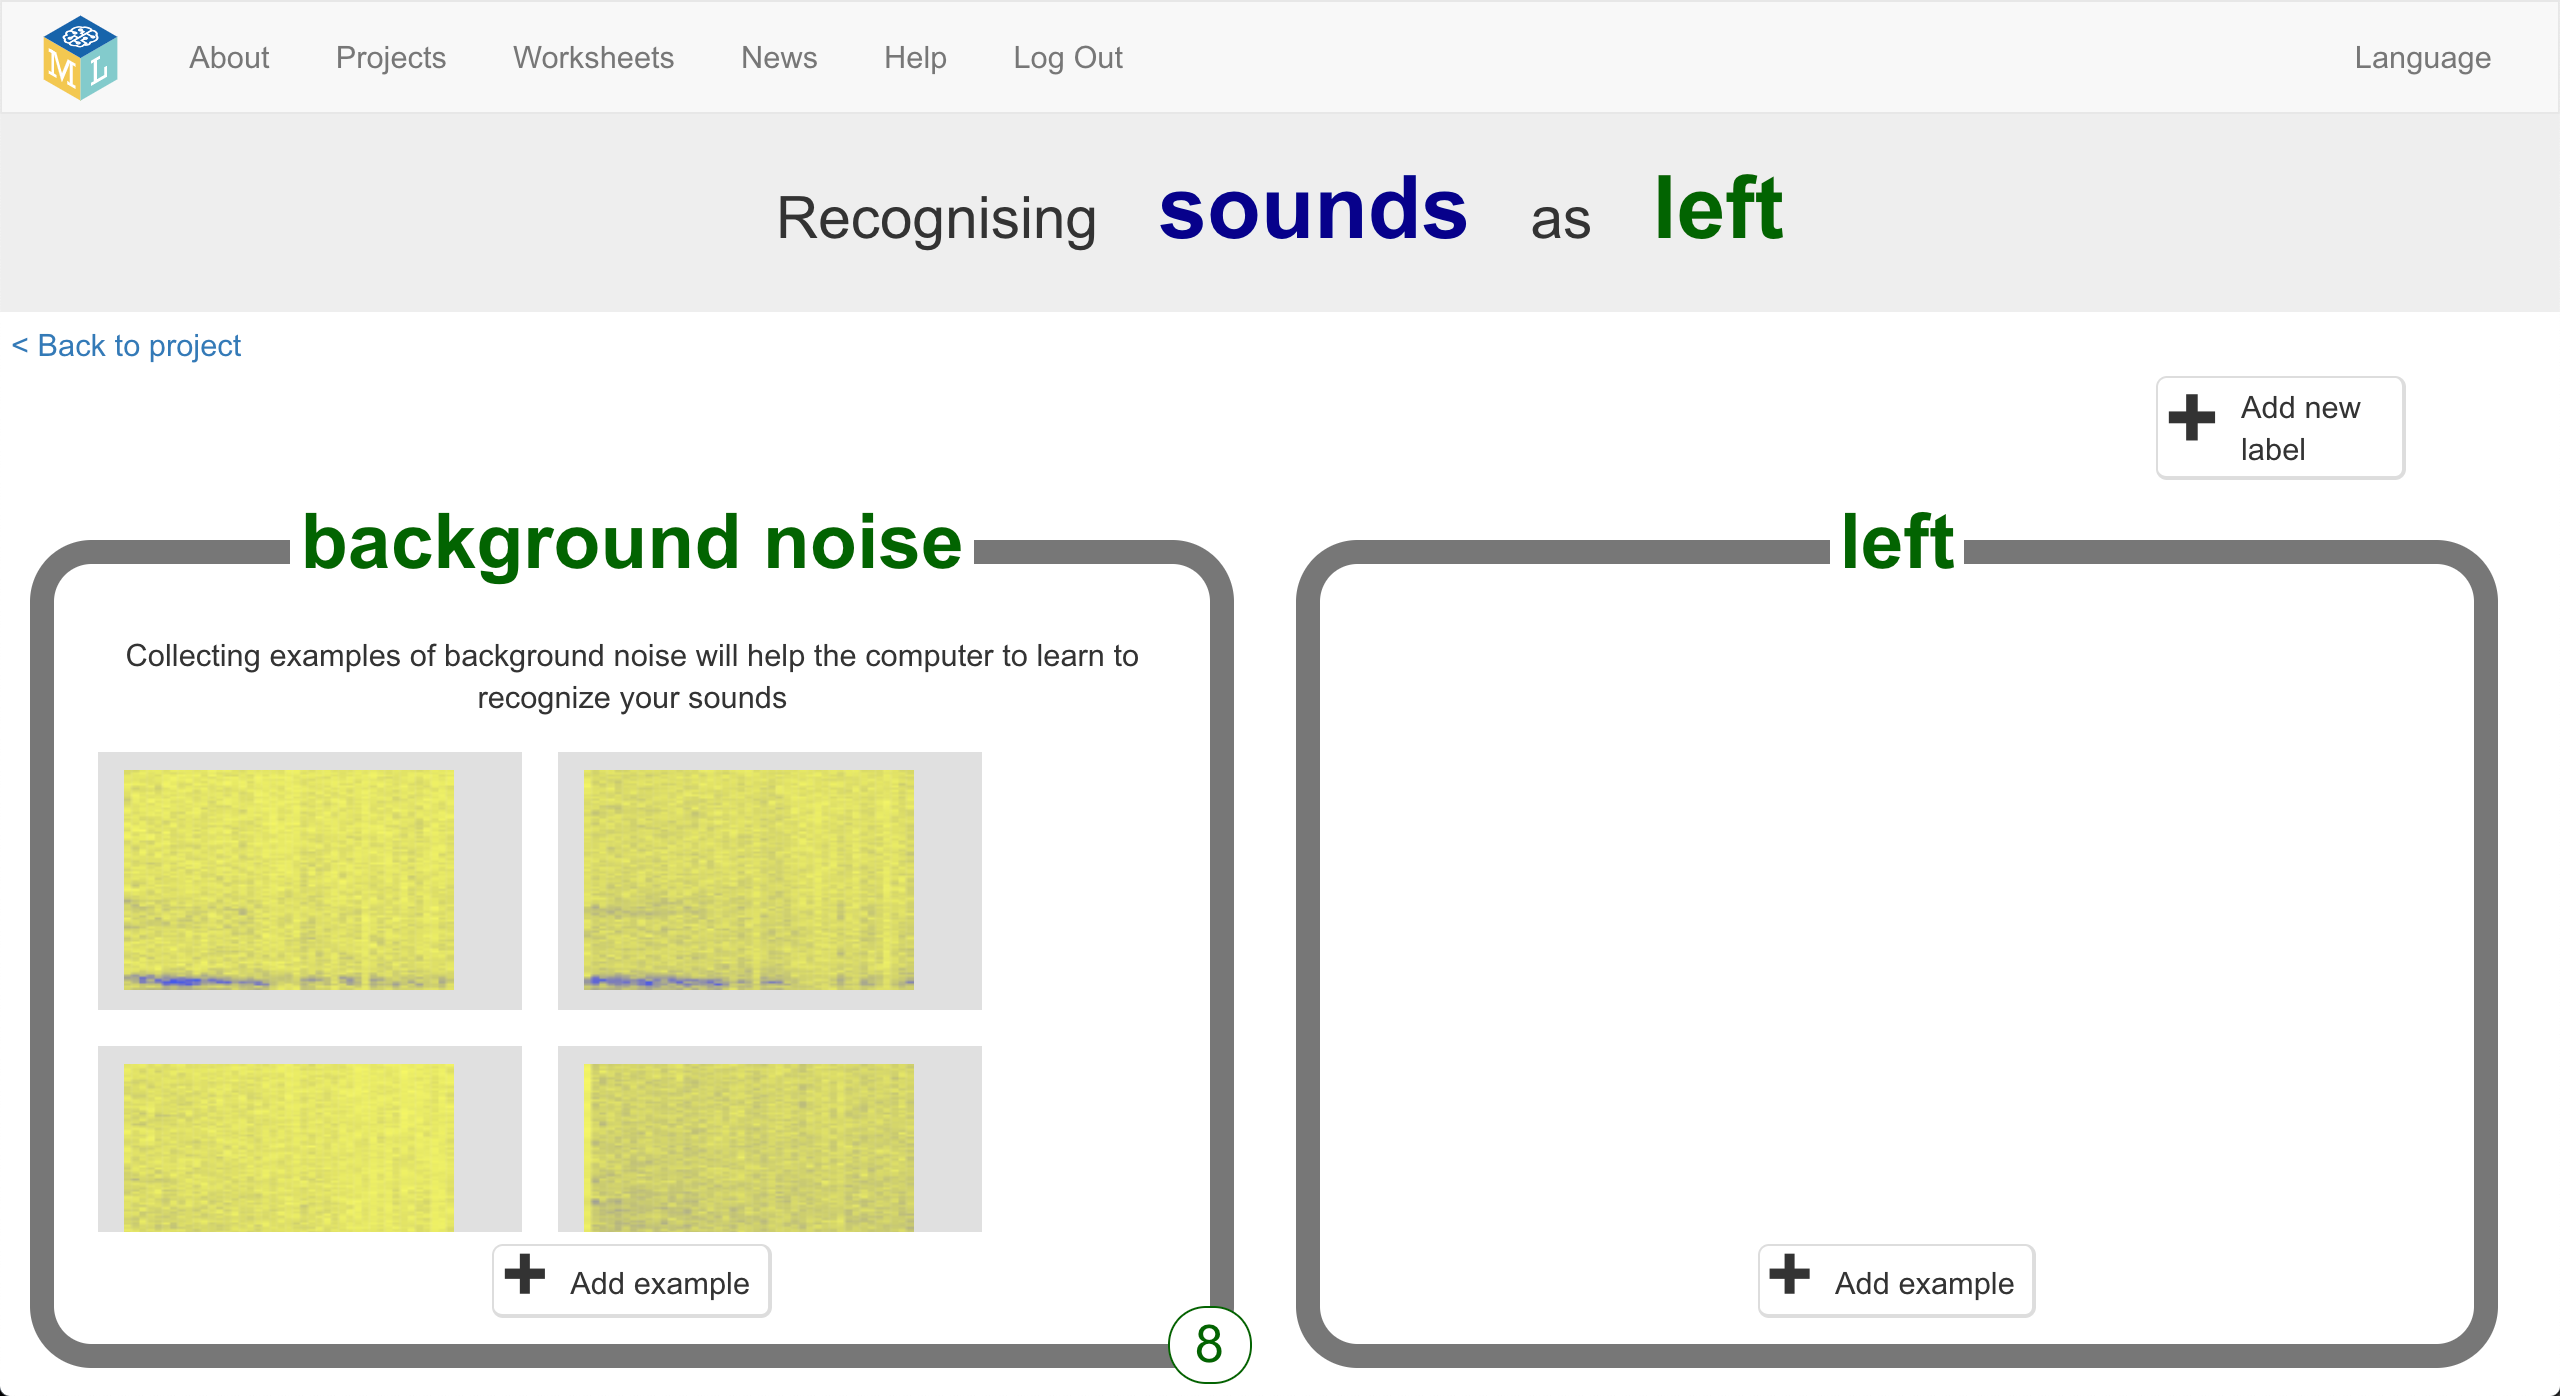 M L
About Projects Worksheets News Help Log Out Language
Recognising sounds as left
< Back to project
Add new
label
background noise
left
Collecting examples of background noise will help the computer to learn to
recognize your sounds
Add example
Add example
8